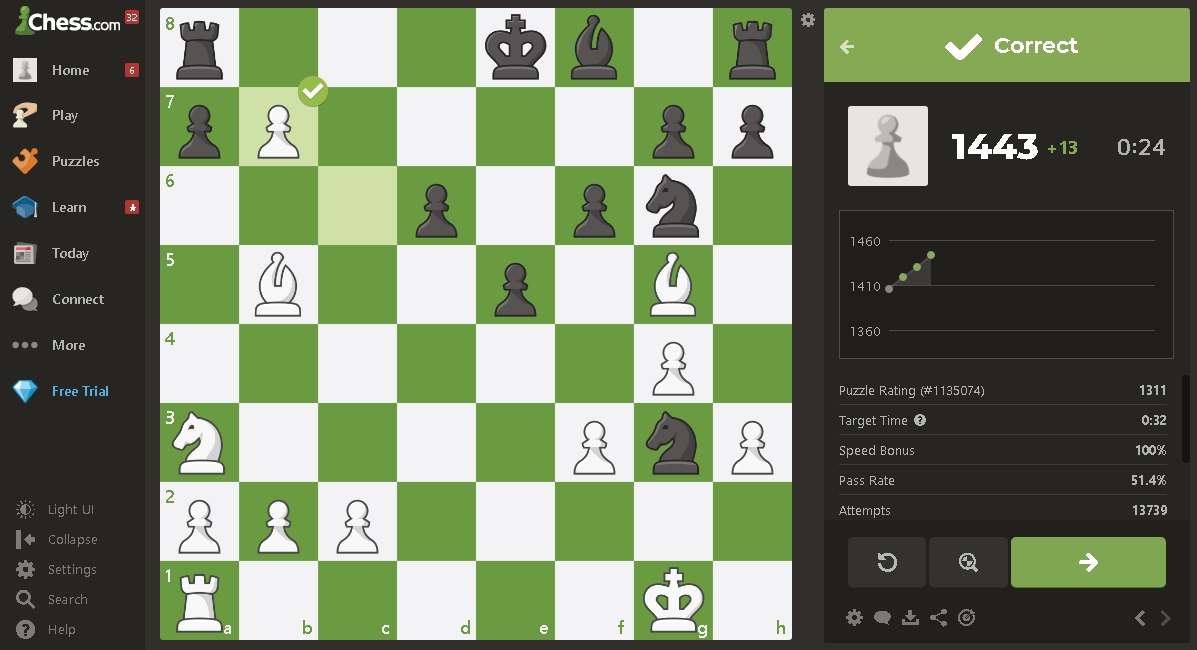 Chess.com 32
Home 6
Play
Puzzles
Learn
Today
Connect
More
Free Trial
Light UI
Collapse
Settings
Search
Help
8
7
6
5
4
3
2
1
a b c d e f g h
Correct
1443 +13 0:24
1460
1410
1360
Puzzle Rating (#1135074) 1311
Target Time ? 0:32
Speed Bonus 100%
Pass Rate 51.4%
Attempts 13739